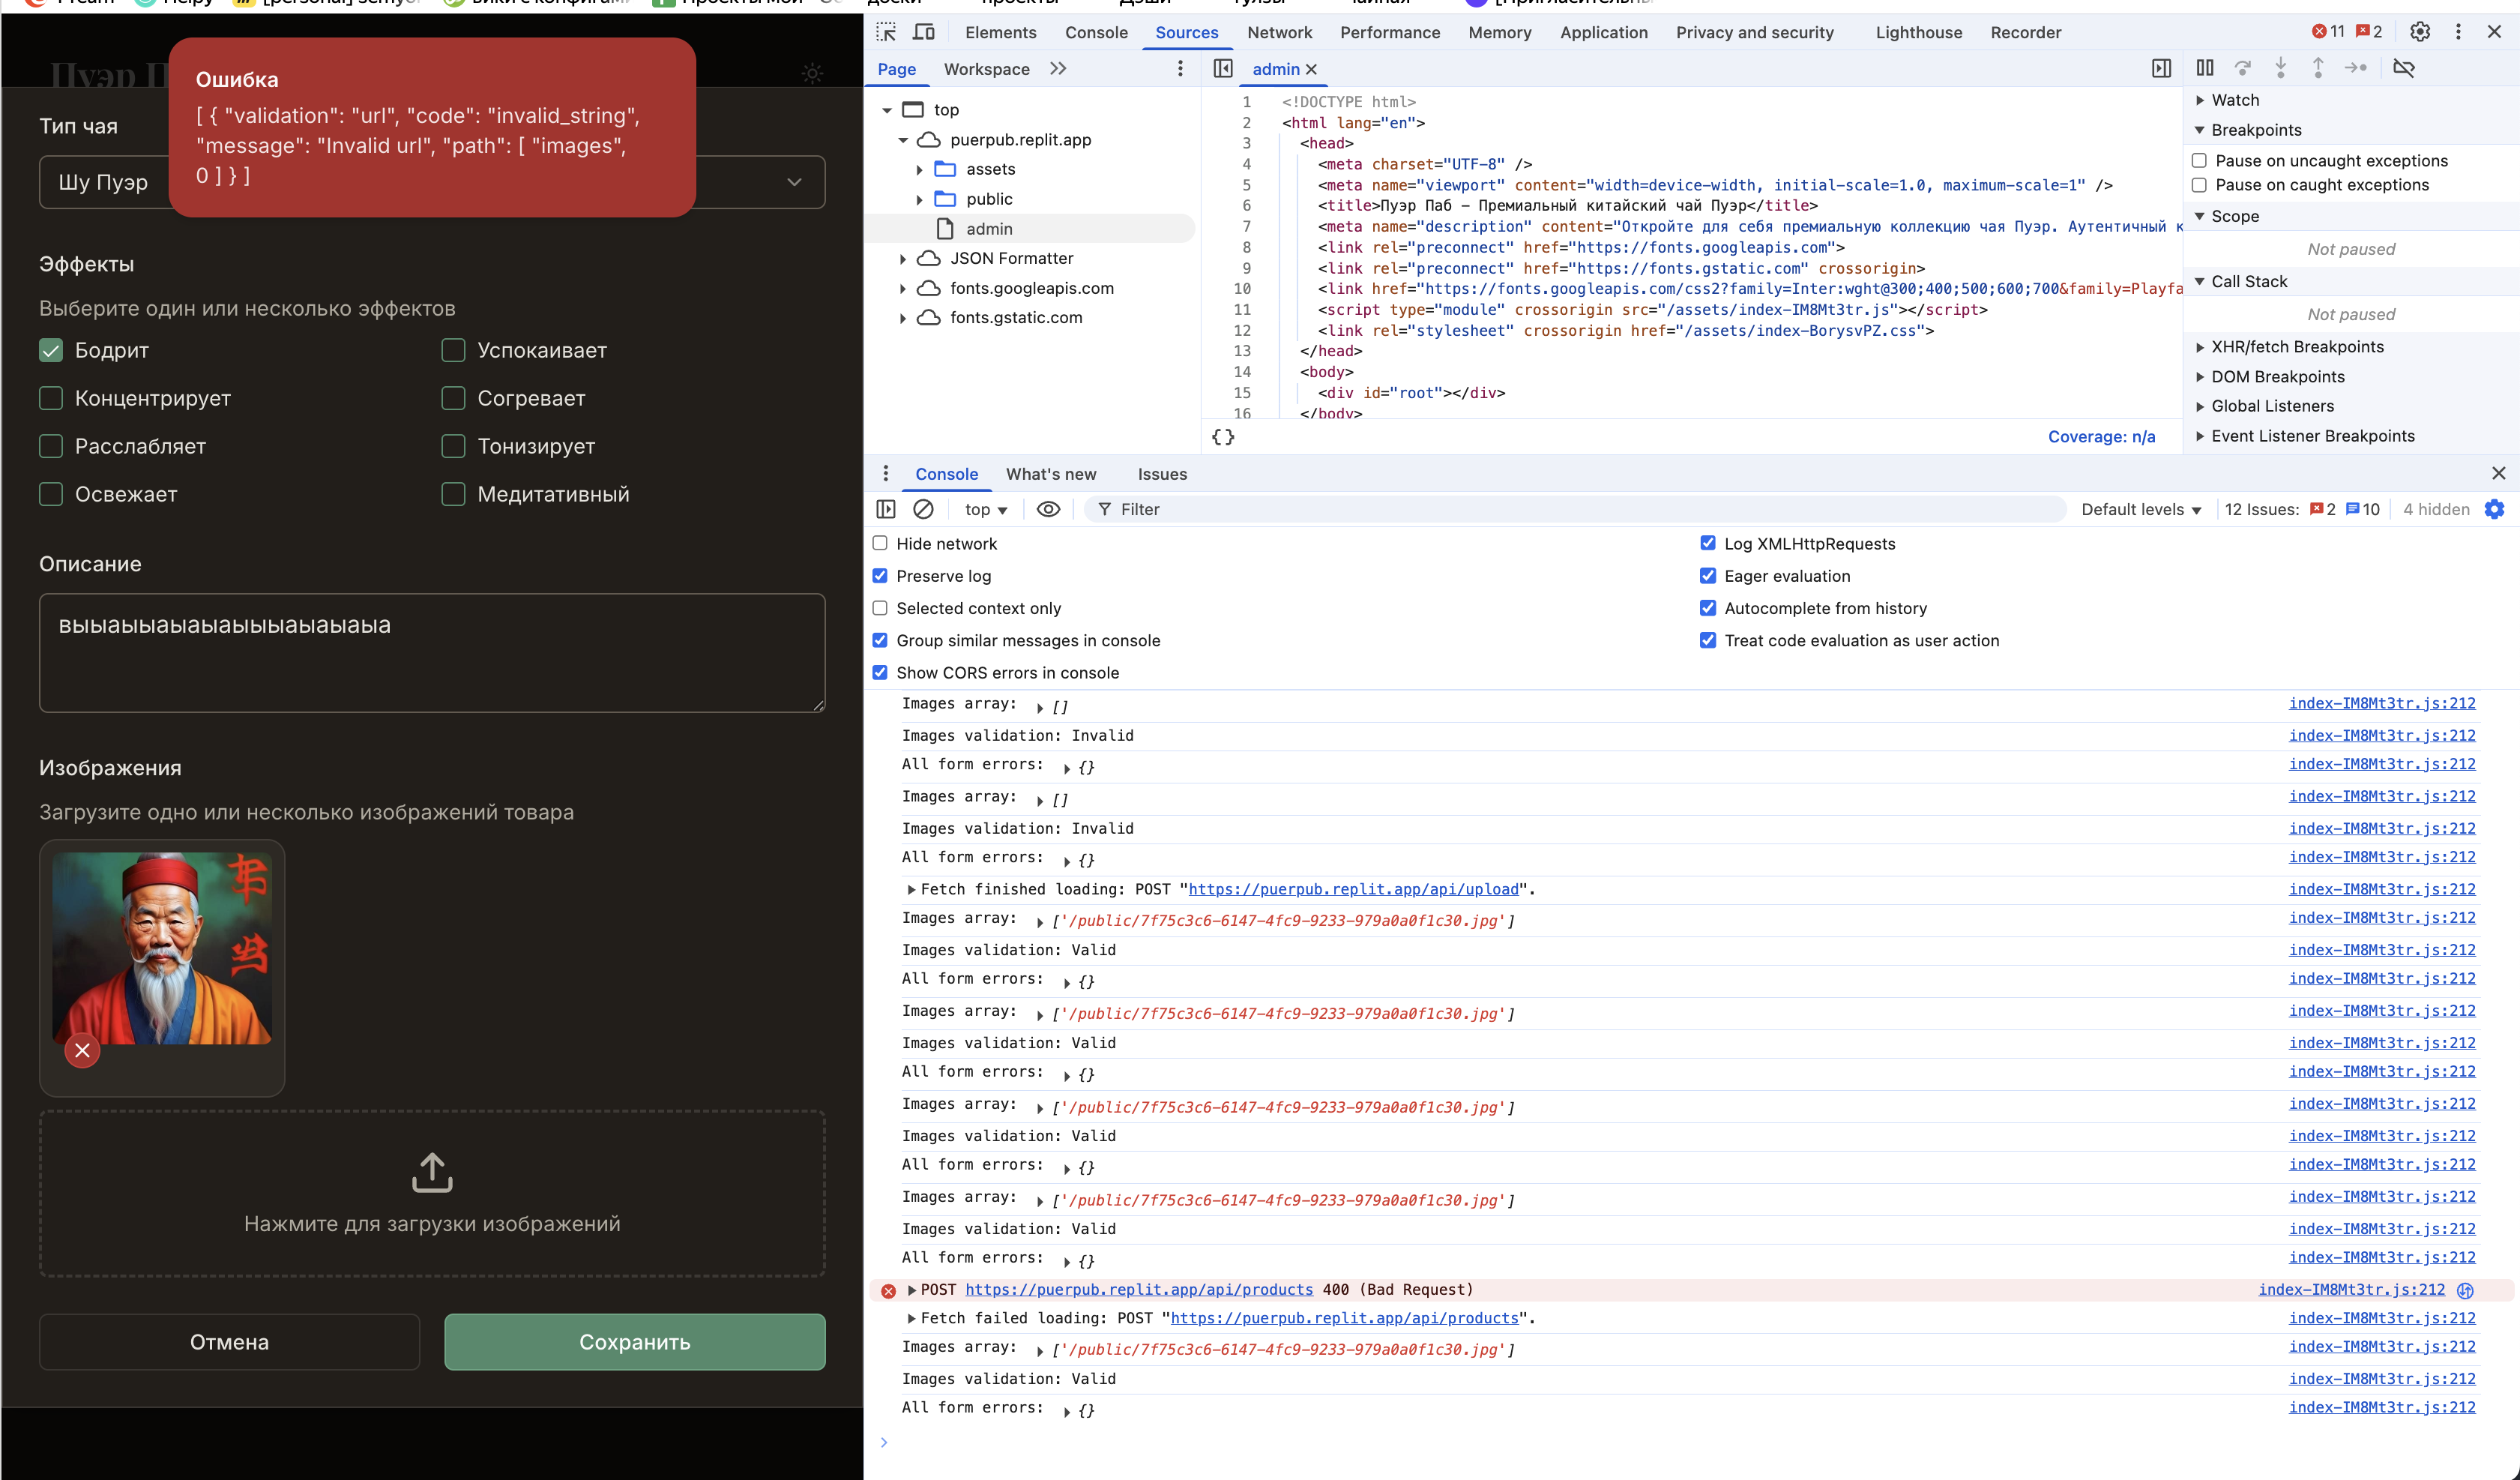 Ошибка
[ { "validation": "url", "code": "invalid_string",
"message": "Invalid url", "path": [ "images",
0 ] } ]
Пуэр П
Тип чая
Шу Пуэр
Эффекты
Выберите один или несколько эффектов
Бодрит
Успокаивает
Концентрирует
Согревает
Расслабляет
Тонизирует
Освежает
Медитативный
Описание
Изображения
Загрузите одно или несколько изображений товара
Нажмите для загрузки изображений
Отмена
Сохранить
Elements Console Sources Network Performance Memory Application Privacy and security Lighthouse Recorder 11 2
Page Workspace
admin
top
puerpub.replit.app
assets
public
admin
JSON Formatter
fonts.googleapis.com
fonts.gstatic.com
1 <!DOCTYPE html>
2 <html lang="en">
3 <head>
4 <meta charset="UTF-8" />
5 <meta name="viewport" content="width=device-width, initial-scale=1.0, maximum-scale=1" />
6 <title>Пуэр Паб – Премиальный китайский чай Пуэр</title>
7 <meta name="description" content="Откройте для себя премиальную коллекцию чая Пуэр. Аутентичный к
8 <link rel="preconnect" href="https://fonts.googleapis.com">
9 <link rel="preconnect" href="https://fonts.gstatic.com" crossorigin>
10 <link href="https://fonts.googleapis.com/css2?family=Inter:wght@300;400;500;600;700&family=Playfa
11 <script type="module" crossorigin src="/assets/index-IM8Mt3tr.js"></script>
12 <link rel="stylesheet" crossorigin href="/assets/index-BorysvPZ.css">
13 </head>
14 <body>
15 <div id="root"></div>
16 </body>
{} Coverage: n/a
Watch
Breakpoints
Pause on uncaught exceptions
Pause on caught exceptions
Scope
Not paused
Call Stack
Not paused
XHR/fetch Breakpoints
DOM Breakpoints
Global Listeners
Event Listener Breakpoints
Console What's new Issues
top Filter Default levels 12 Issues: 2 10 4 hidden
Hide network
Log XMLHttpRequests
Preserve log
Eager evaluation
Selected context only
Autocomplete from history
Group similar messages in console
Treat code evaluation as user action
Show CORS errors in console
Images array: [] index-IM8Mt3tr.js:212
Images validation: Invalid index-IM8Mt3tr.js:212
All form errors: {} index-IM8Mt3tr.js:212
Images array: [] index-IM8Mt3tr.js:212
Images validation: Invalid index-IM8Mt3tr.js:212
All form errors: {} index-IM8Mt3tr.js:212
Fetch finished loading: POST "https://puerpub.replit.app/api/upload". index-IM8Mt3tr.js:212
Images array: ['/public/7f75c3c6-6147-4fc9-9233-979a0a0f1c30.jpg'] index-IM8Mt3tr.js:212
Images validation: Valid index-IM8Mt3tr.js:212
All form errors: {} index-IM8Mt3tr.js:212
Images array: ['/public/7f75c3c6-6147-4fc9-9233-979a0a0f1c30.jpg'] index-IM8Mt3tr.js:212
Images validation: Valid index-IM8Mt3tr.js:212
All form errors: {} index-IM8Mt3tr.js:212
Images array: ['/public/7f75c3c6-6147-4fc9-9233-979a0a0f1c30.jpg'] index-IM8Mt3tr.js:212
Images validation: Valid index-IM8Mt3tr.js:212
All form errors: {} index-IM8Mt3tr.js:212
Images array: ['/public/7f75c3c6-6147-4fc9-9233-979a0a0f1c30.jpg'] index-IM8Mt3tr.js:212
Images validation: Valid index-IM8Mt3tr.js:212
All form errors: {} index-IM8Mt3tr.js:212
POST https://puerpub.replit.app/api/products 400 (Bad Request) index-IM8Mt3tr.js:212
Fetch failed loading: POST "https://puerpub.replit.app/api/products". index-IM8Mt3tr.js:212
Images array: ['/public/7f75c3c6-6147-4fc9-9233-979a0a0f1c30.jpg'] index-IM8Mt3tr.js:212
Images validation: Valid index-IM8Mt3tr.js:212
All form errors: {} index-IM8Mt3tr.js:212